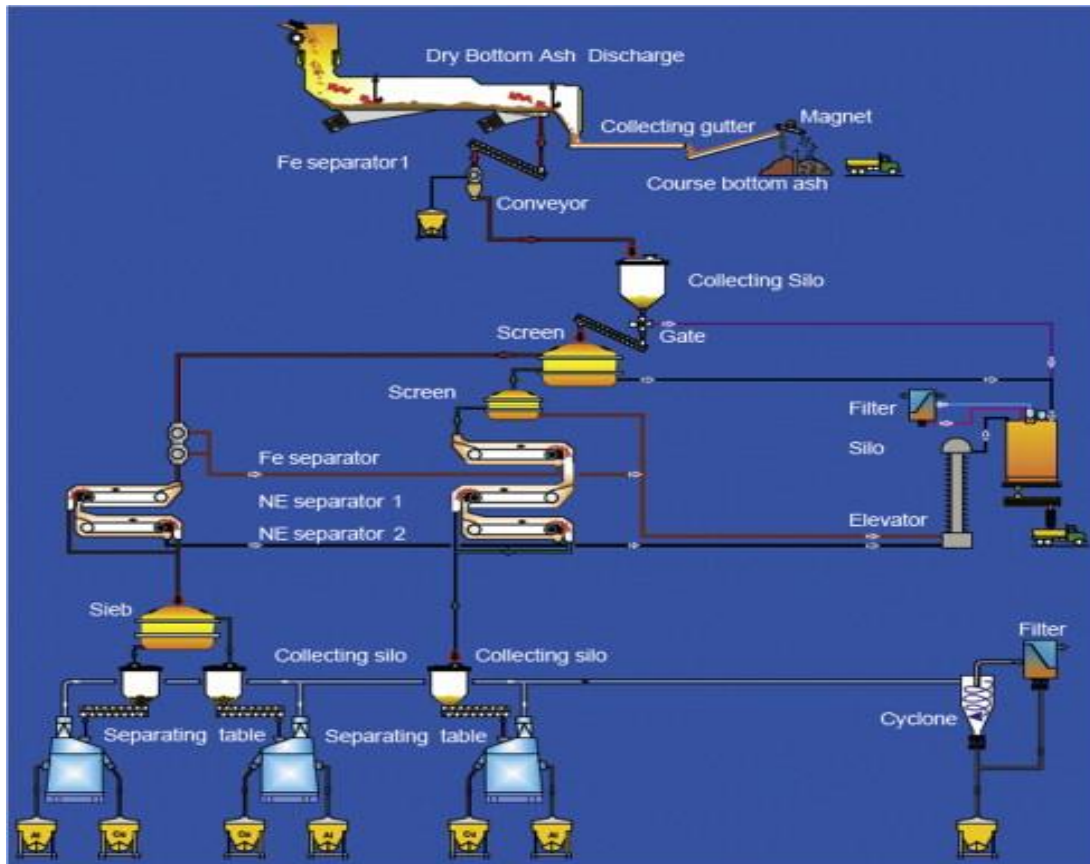 Dry Bottom Ash Discharge
Magnet
Collecting gutter
Fe separator1
Course bottom ash
Conveyor
Collecting Silo
Screen
Gate
Screen
Filter
Fe separator
Silo
NE separator 1
Elevator
NE separator 2
Sieb
Filter
Collecting silo
Collecting silo
Cyclone
Separating table
Separating table
Al
Cu
Cu
Al
Cu
Al